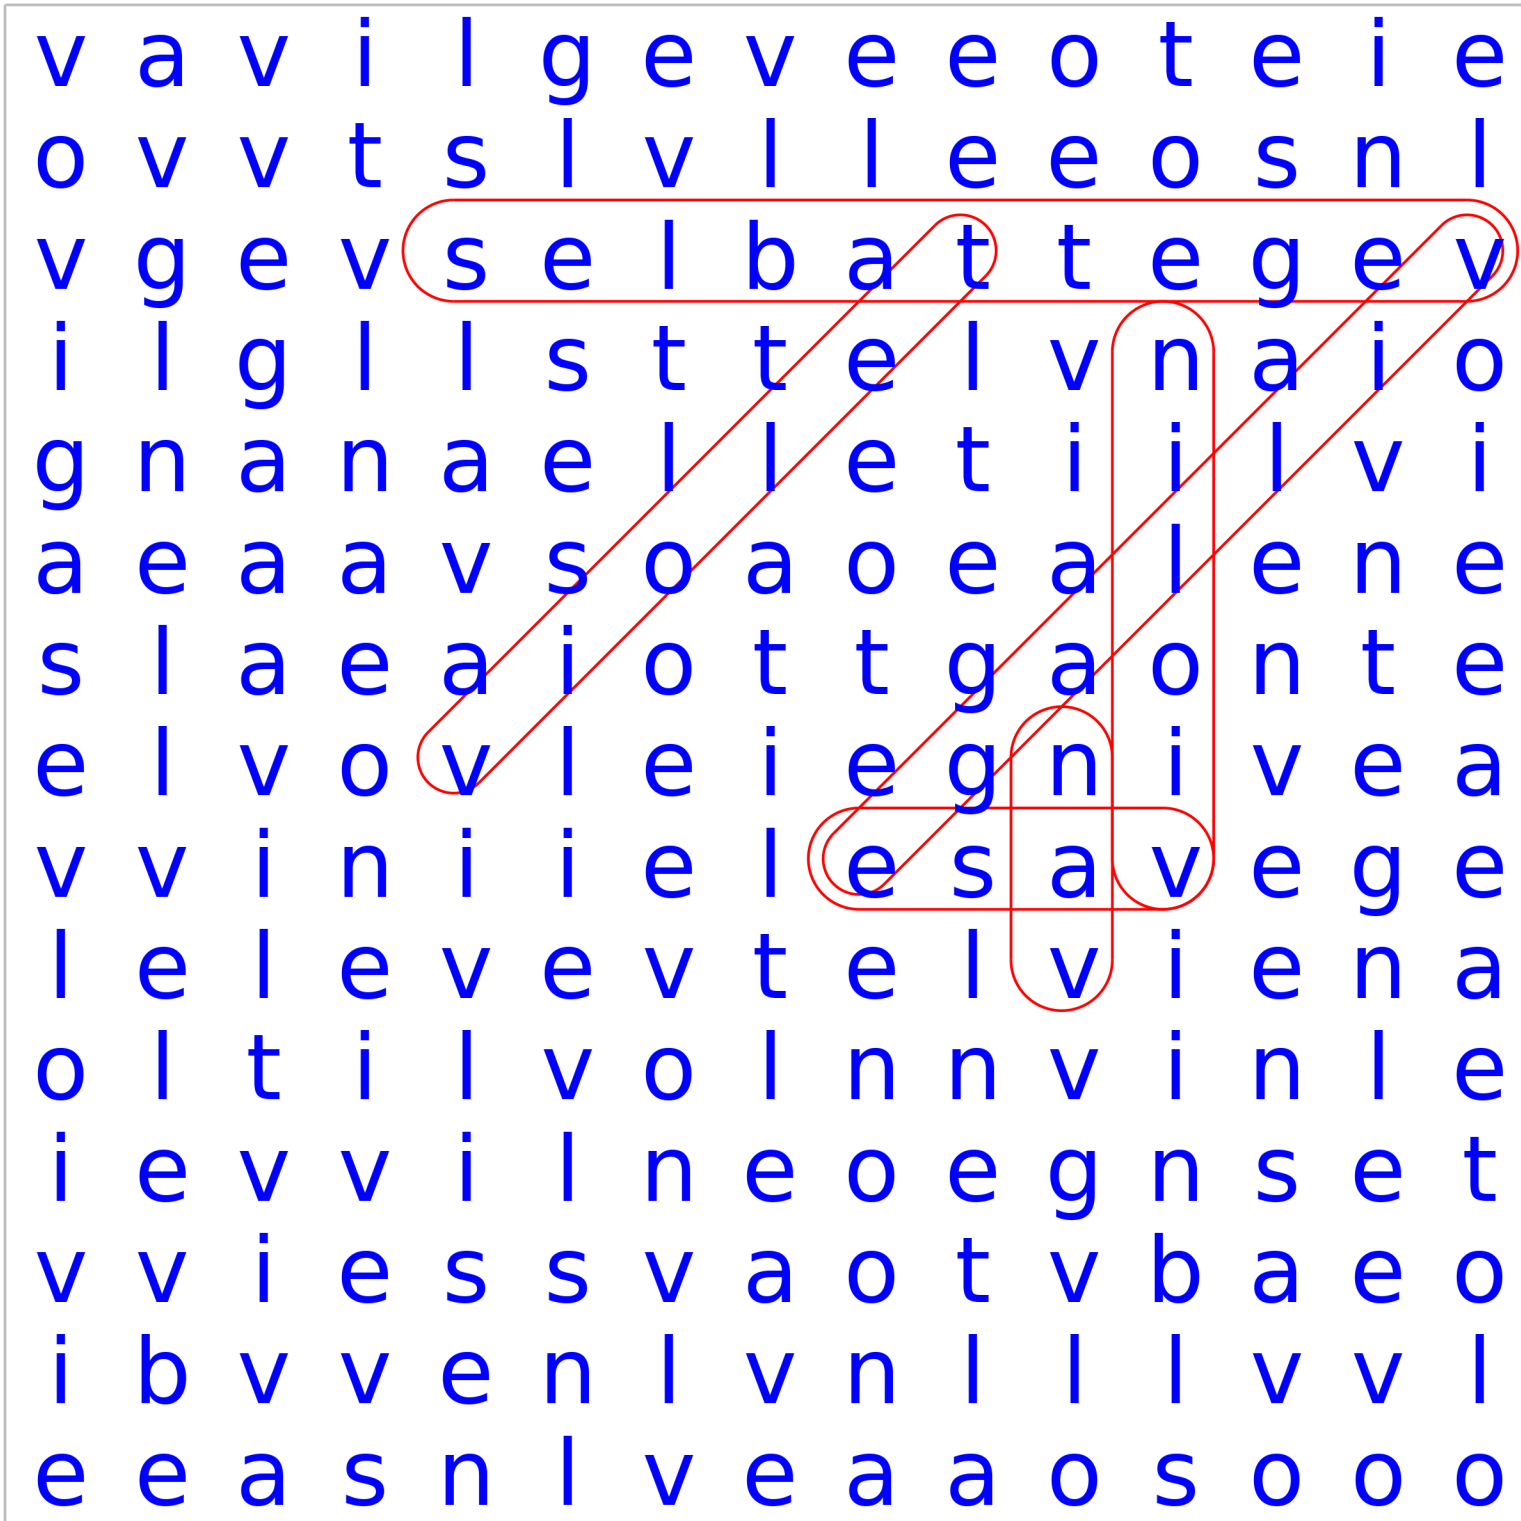 v a v i l g e v e e o t e i e
o v v t s l v l l e e o s n l
v g e v s e l b a t t e g e v
i l g l l s t t e l v n a i o
g n a n a e l l e t i i l v i
a e a a v s o a o e a l e n e
s l a e a i o t t g a o n t e
e l v o v l e i e g n i v e a
v v i n i i e l e s a v e g e
l e l e v e v t e l v i e n a
o l t i l v o l n n v i n l e
i e v v i l n e o e g n s e t
v v i e s s v a o t v b a e o
i b v v e n l v n l l l v v l
e e a s n l v e a a o s o o o